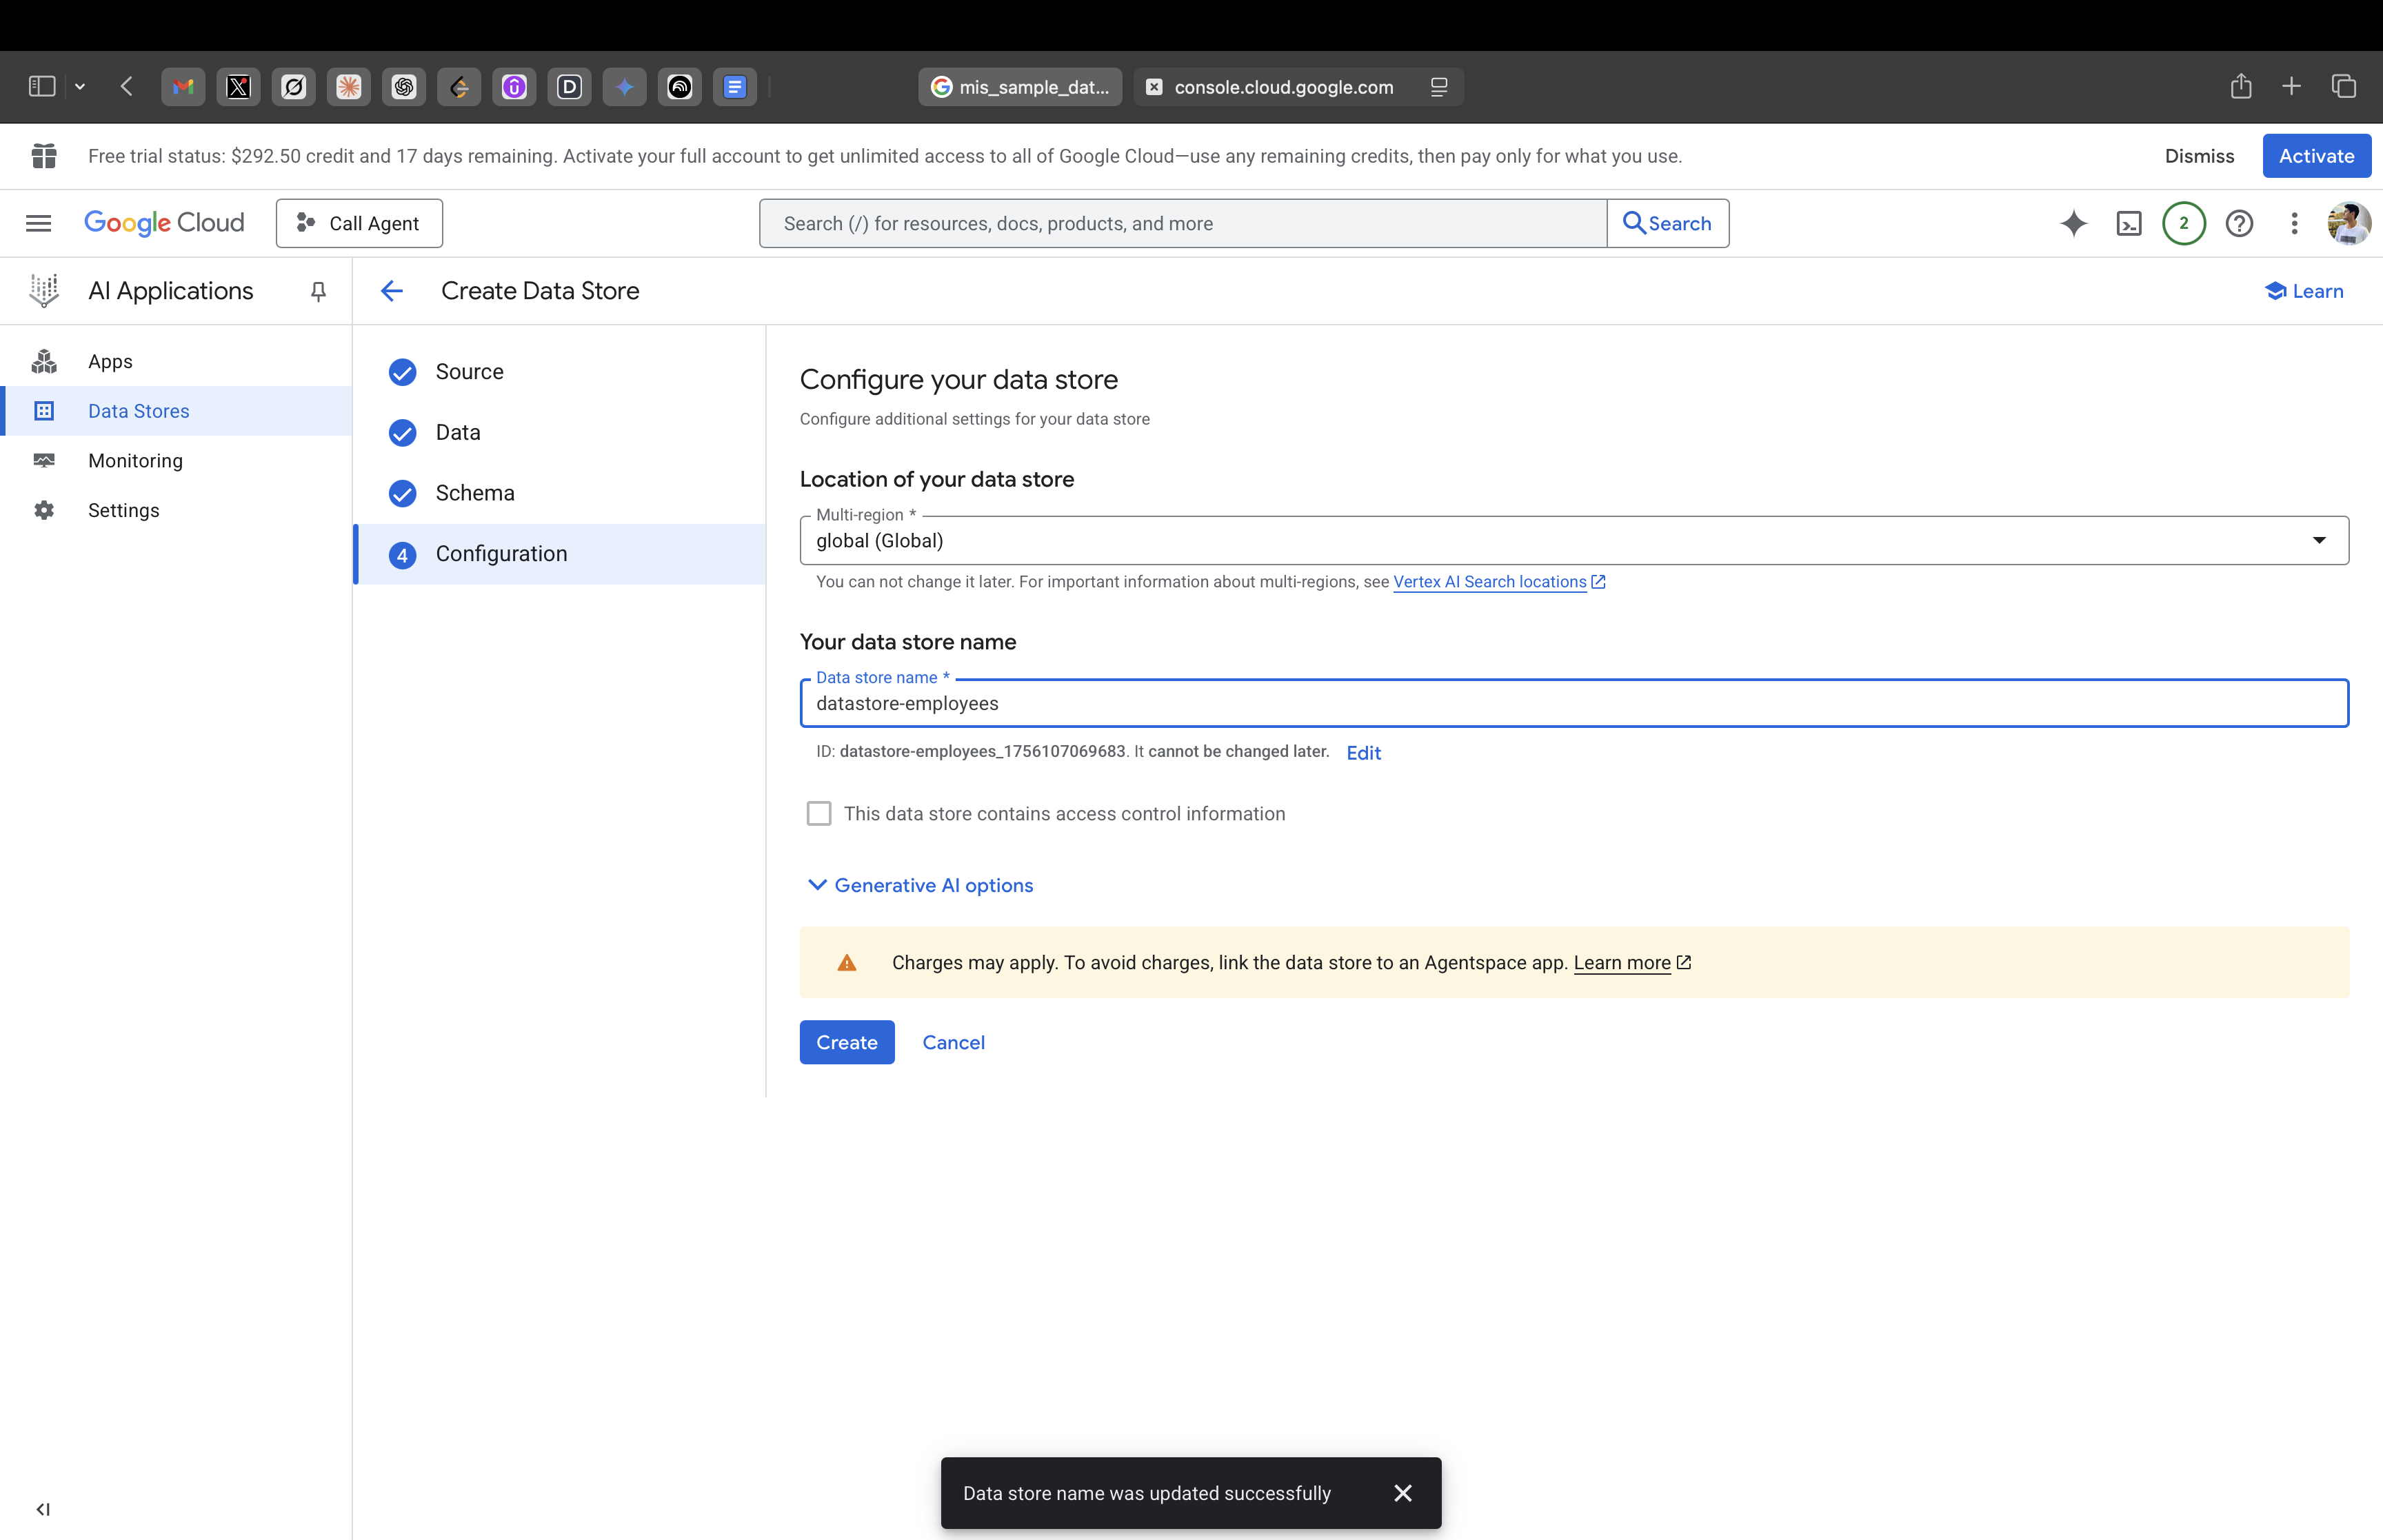 mis_sample_dat...
console.cloud.google.com
Free trial status: $292.50 credit and 17 days remaining. Activate your full account to get unlimited access to all of Google Cloud—use any remaining credits, then pay only for what you use.
Dismiss
Activate
Google Cloud
Call Agent
Search (/) for resources, docs, products, and more
Search
2
AI Applications
Create Data Store
Learn
Apps
Data Stores
Monitoring
Settings
Source
Data
Schema
4
Configuration
Configure your data store
Configure additional settings for your data store
Location of your data store
Multi-region *
global (Global)
You can not change it later. For important information about multi-regions, see Vertex AI Search locations
Your data store name
Data store name *
datastore-employees
ID: datastore-employees_1756107069683. It cannot be changed later.
Edit
This data store contains access control information
Generative AI options
Charges may apply. To avoid charges, link the data store to an Agentspace app. Learn more
Create
Cancel
Data store name was updated successfully